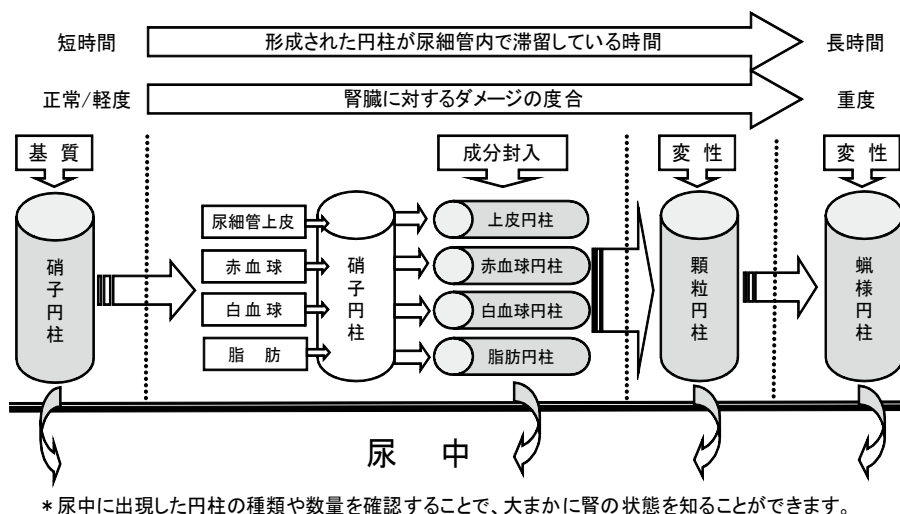 短時間
形成された円柱が尿細管内で滞留している時間
長時間
正常/軽度
腎臓に対するダメージの度合
重度
基 質
成分封入
変 性
変 性
硝子円柱
尿細管上皮
赤血球
白血球
脂 肪
硝子円柱
上皮円柱
赤血球円柱
白血球円柱
脂肪円柱
顆粒円柱
蝋様円柱
尿 中
*尿中に出現した円柱の種類や数量を確認することで、大まかに腎の状態を知ることができます。